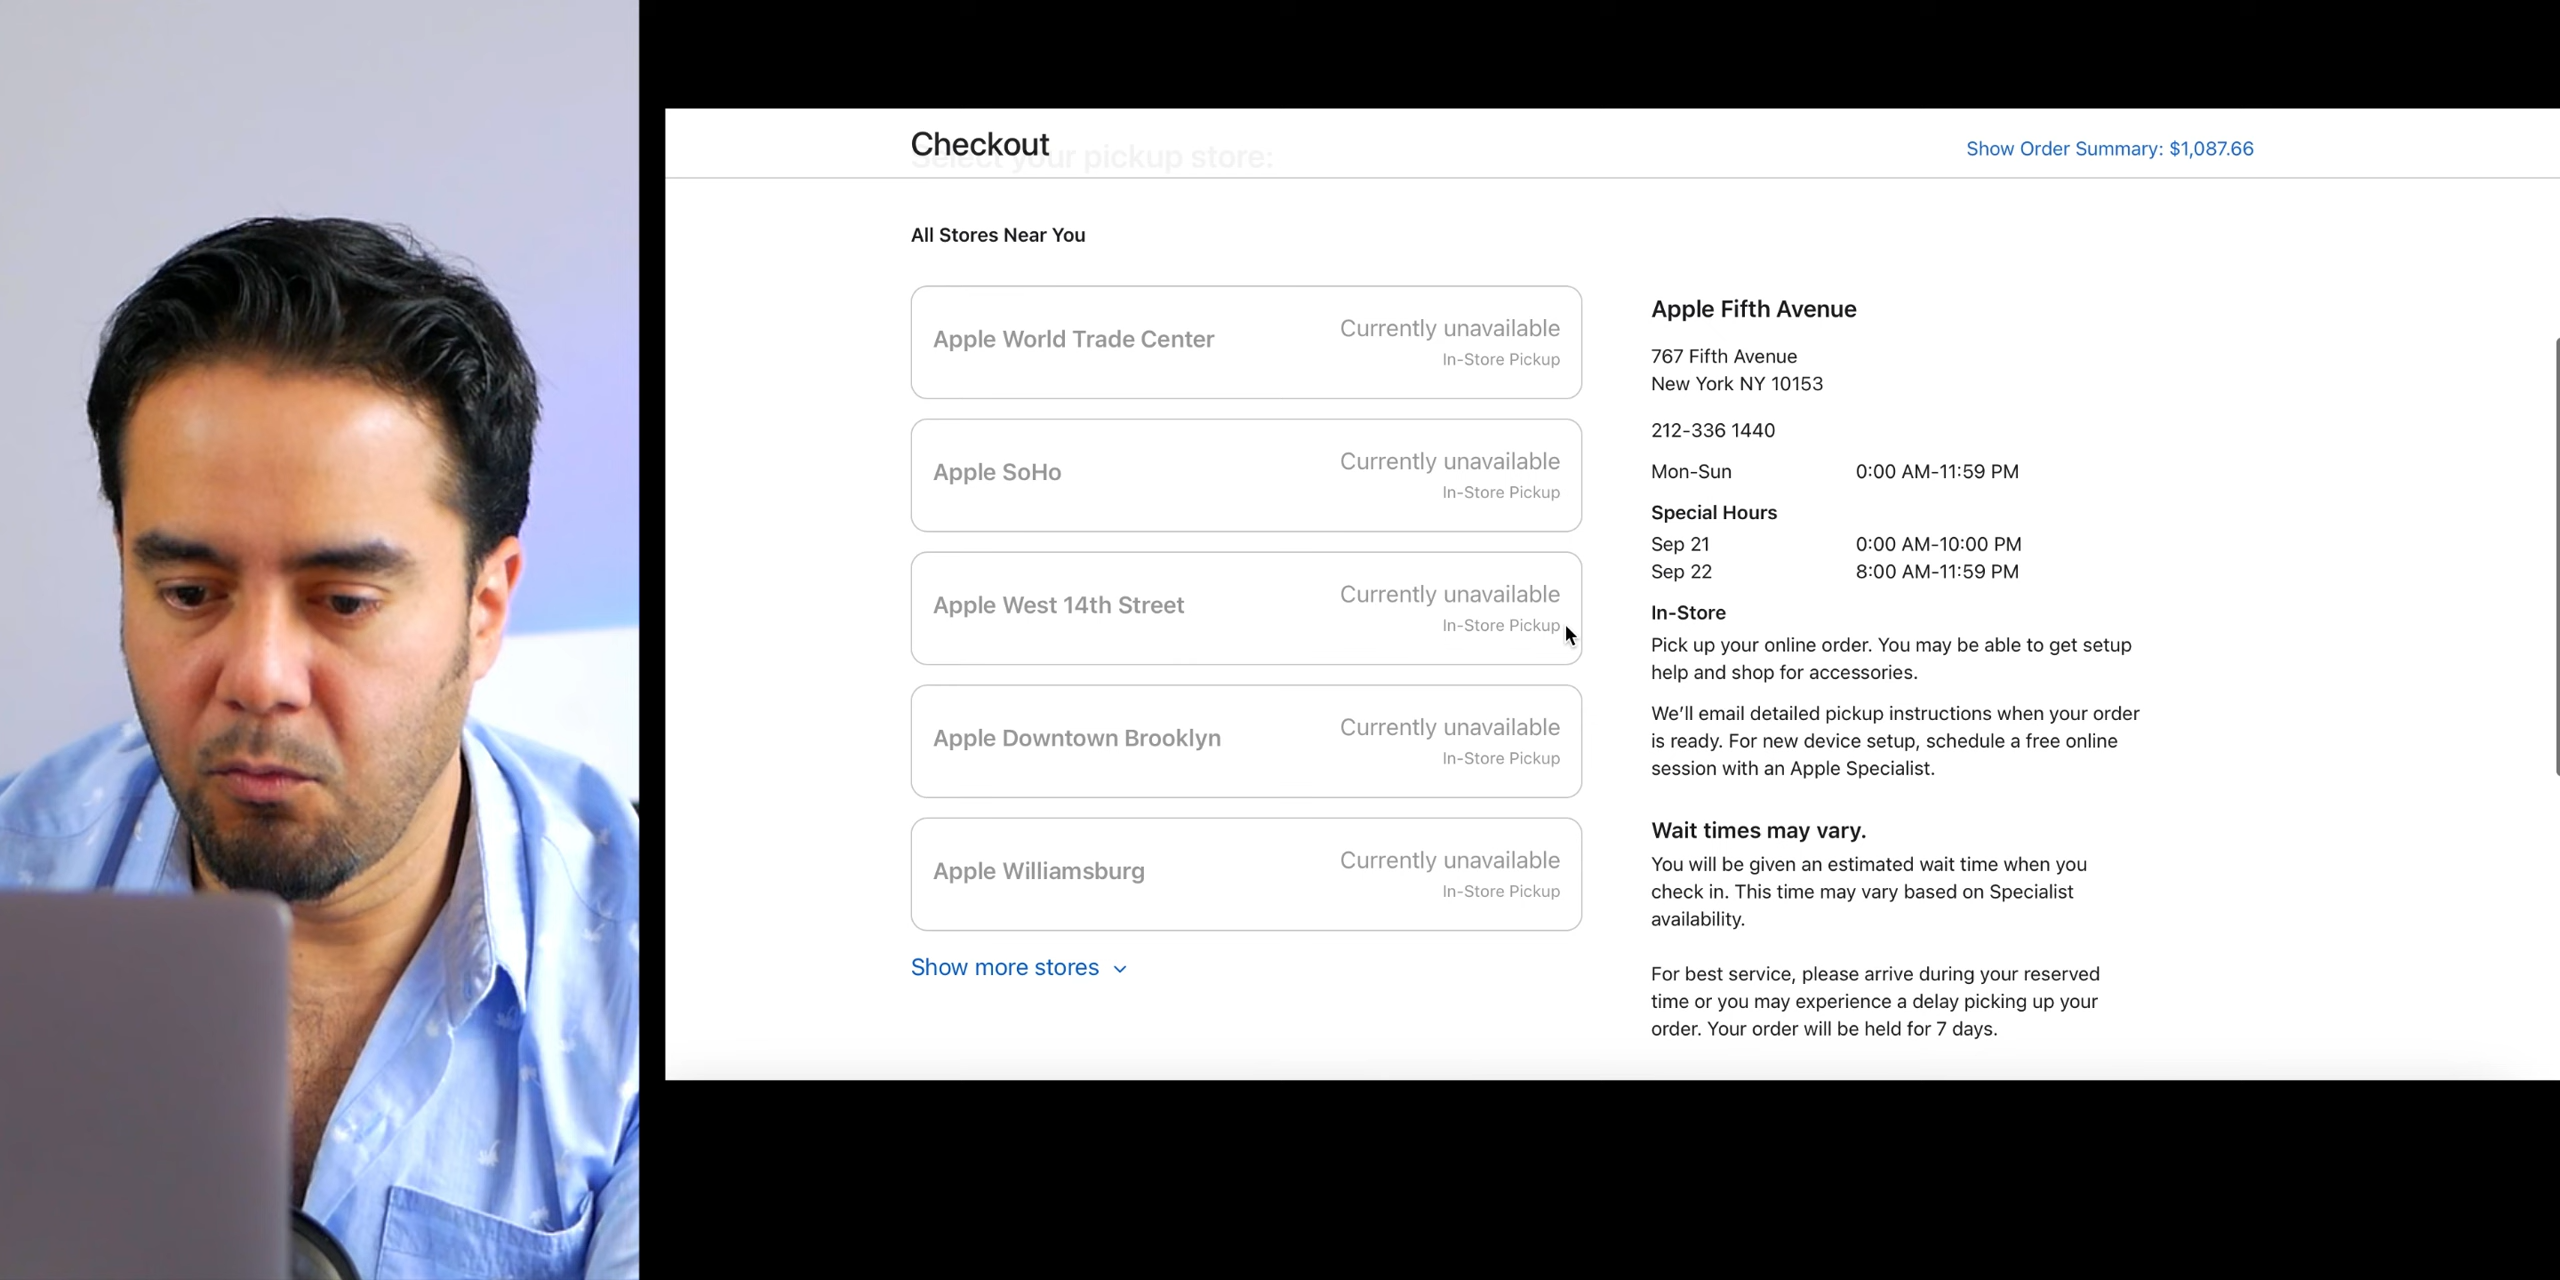 Checkout
Select your pickup store:
Show Order Summary: $1,087.66
All Stores Near You
Apple World Trade Center
Currently unavailable
In-Store Pickup
Apple SoHo
Currently unavailable
In-Store Pickup
Apple West 14th Street
Currently unavailable
In-Store Pickup
Apple Downtown Brooklyn
Currently unavailable
In-Store Pickup
Apple Williamsburg
Currently unavailable
In-Store Pickup
Show more stores
Apple Fifth Avenue
767 Fifth Avenue
New York NY 10153
212-336 1440
Mon-Sun 0:00 AM-11:59 PM
Special Hours
Sep 21 0:00 AM-10:00 PM
Sep 22 8:00 AM-11:59 PM
In-Store
Pick up your online order. You may be able to get setup
help and shop for accessories.
We’ll email detailed pickup instructions when your order
is ready. For new device setup, schedule a free online
session with an Apple Specialist.
Wait times may vary.
You will be given an estimated wait time when you
check in. This time may vary based on Specialist
availability.
For best service, please arrive during your reserved
time or you may experience a delay picking up your
order. Your order will be held for 7 days.